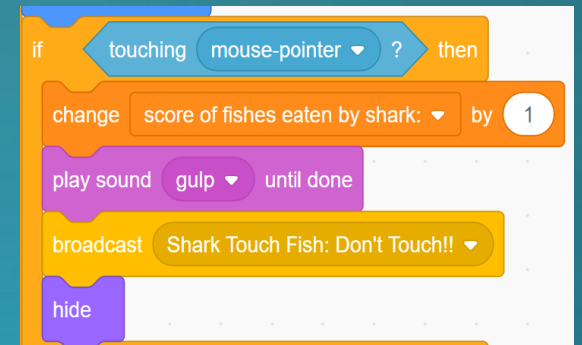 if touching mouse-pointer ? then
change score of fishes eaten by shark: by 1
play sound gulp until done
broadcast Shark Touch Fish: Don't Touch!!
hide